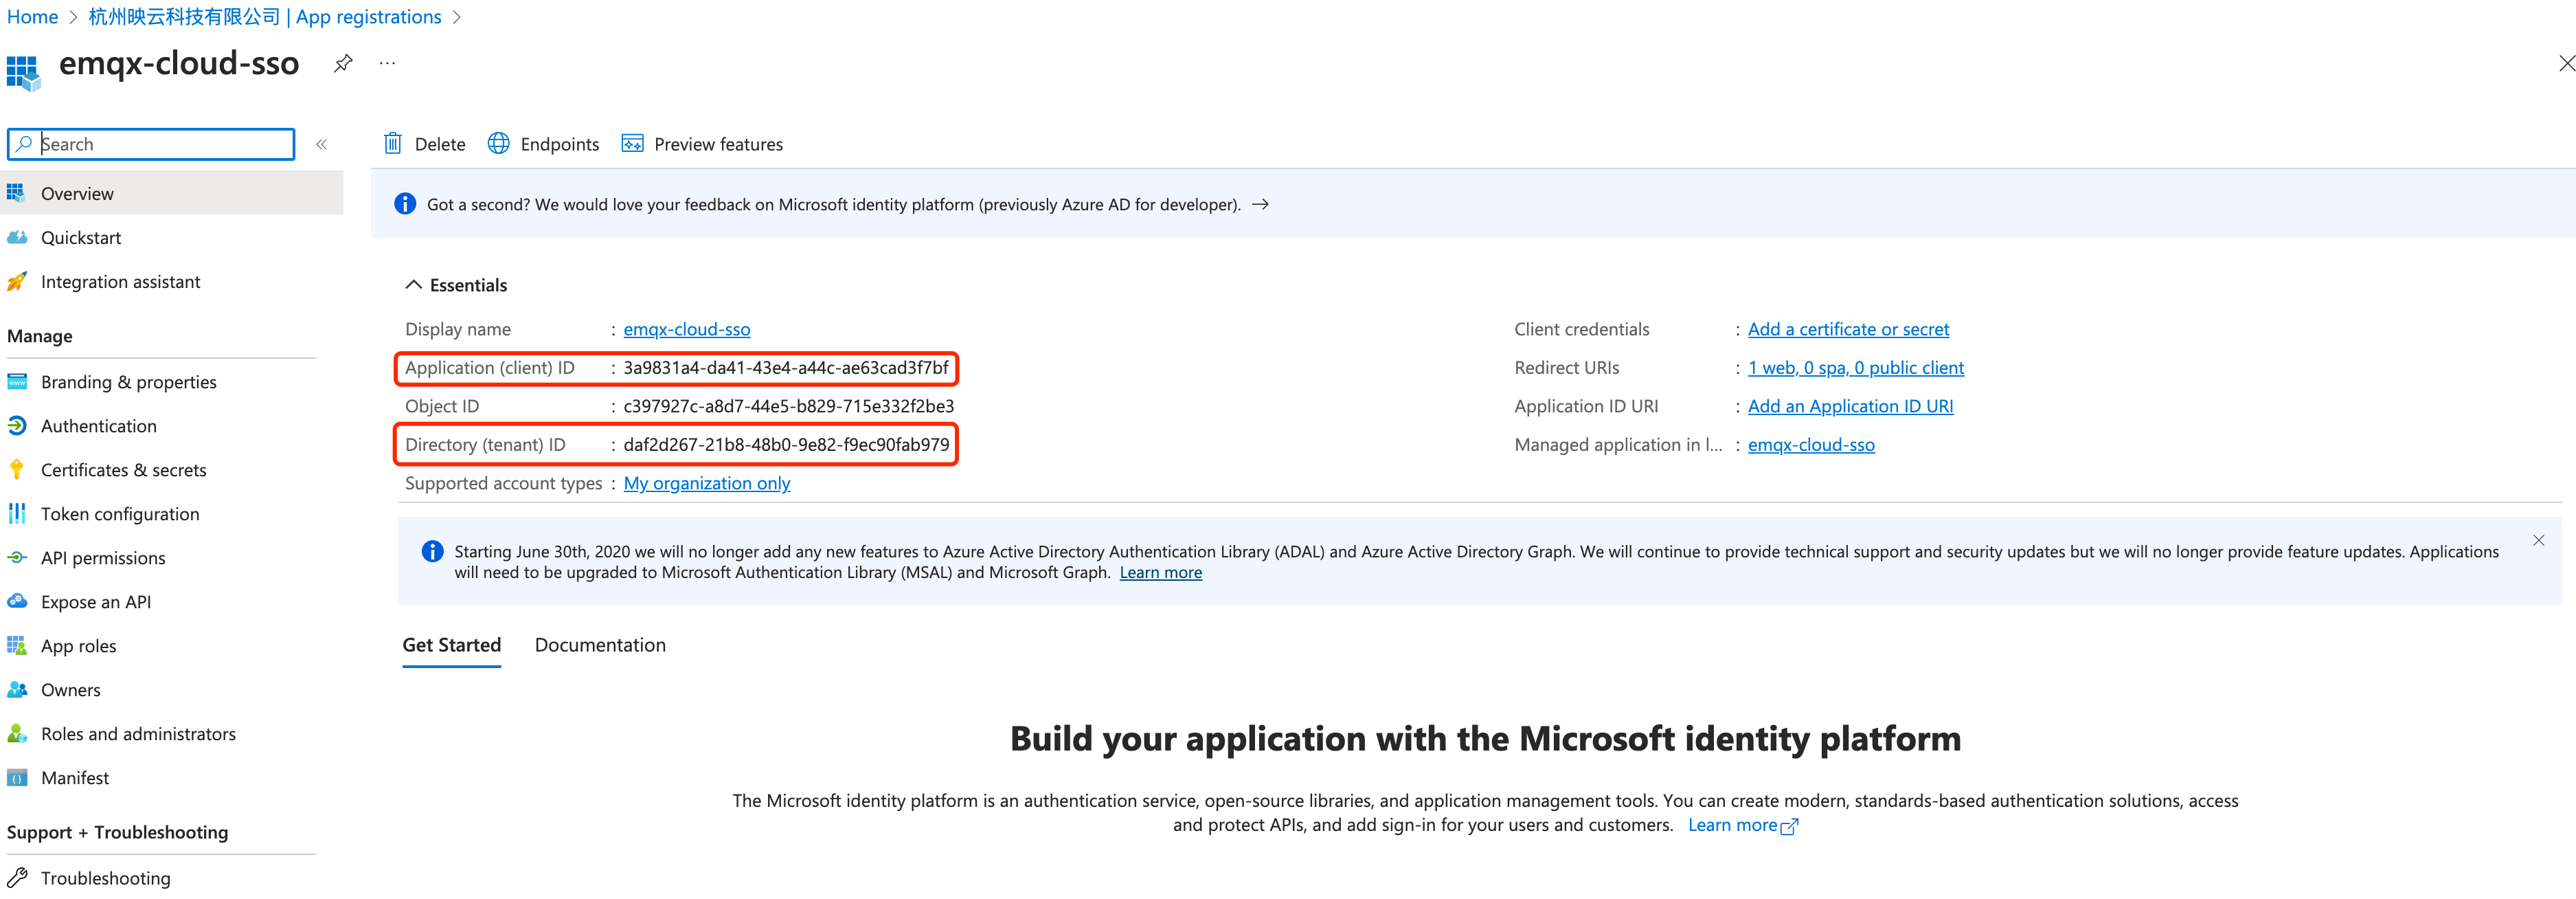 Home > 杭州映云科技有限公司 | App registrations >
emqx-cloud-sso
Search
Overview
Quickstart
Integration assistant
Manage
Branding & properties
Authentication
Certificates & secrets
Token configuration
API permissions
Expose an API
App roles
Owners
Roles and administrators
Manifest
Support + Troubleshooting
Troubleshooting
Delete Endpoints Preview features
Got a second? We would love your feedback on Microsoft identity platform (previously Azure AD for developer).
Essentials
Display name : emqx-cloud-sso
Application (client) ID : 3a9831a4-da41-43e4-a44c-ae63cad3f7bf
Object ID : c397927c-a8d7-44e5-b829-715e332f2be3
Directory (tenant) ID : daf2d267-21b8-48b0-9e82-f9ec90fab979
Supported account types : My organization only
Client credentials : Add a certificate or secret
Redirect URIs : 1 web, 0 spa, 0 public client
Application ID URI : Add an Application ID URI
Managed application in l... : emqx-cloud-sso
Starting June 30th, 2020 we will no longer add any new features to Azure Active Directory Authentication Library (ADAL) and Azure Active Directory Graph. We will continue to provide technical support and security updates but we will no longer provide feature updates. Applications
will need to be upgraded to Microsoft Authentication Library (MSAL) and Microsoft Graph. Learn more
Get Started Documentation
Build your application with the Microsoft identity platform
The Microsoft identity platform is an authentication service, open-source libraries, and application management tools. You can create modern, standards-based authentication solutions, access
and protect APIs, and add sign-in for your users and customers. Learn more